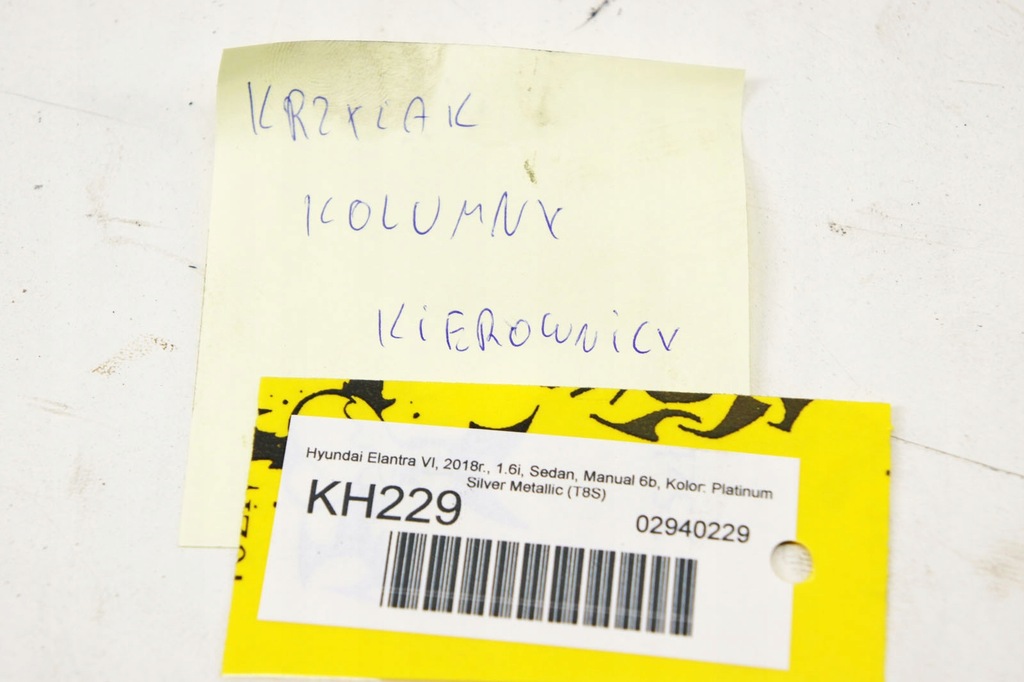 KRZYŻAK
KOLUMNY
KiEROWNiCY
Hyundai Elantra VI, 2018r., 1.6i, Sedan, Manual 6b, Kolor: Platinum
Silver Metallic (T8S)
KH229
02940229